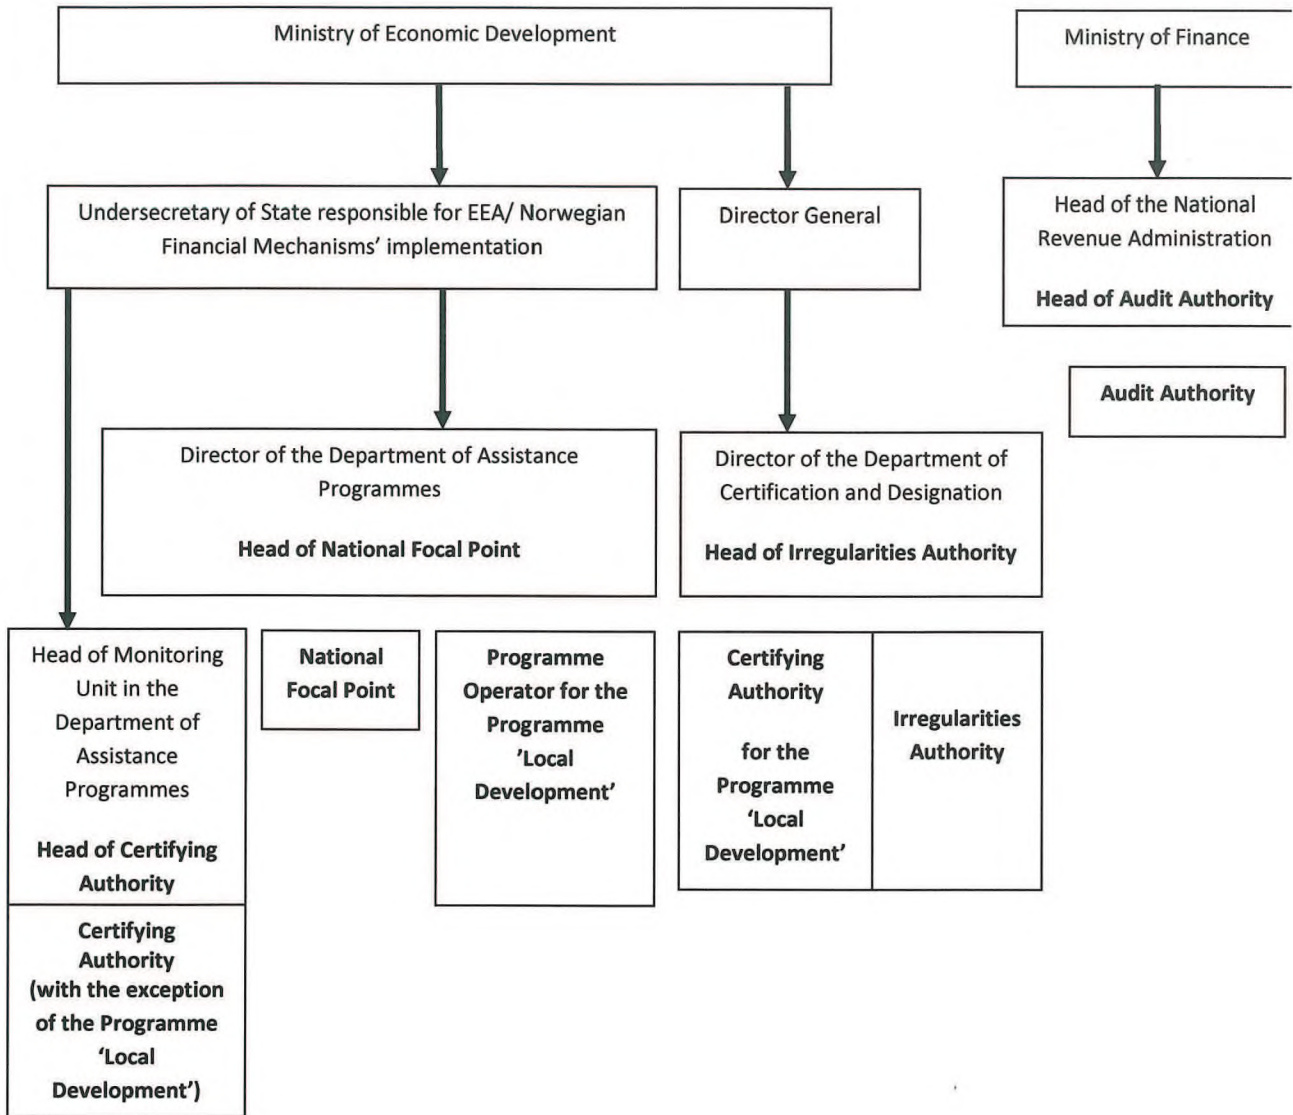 Ministry of Economic Development
Ministry of Finance
Undersecretary of State responsible for EEA/ Norwegian
Financial Mechanisms’ implementation
Director General
Head of the National
Revenue Administration
Head of Audit Authority
Audit Authority
Director of the Department of Assistance
Programmes
Head of National Focal Point
Director of the Department of
Certification and Designation
Head of Irregularities Authority
Head of Monitoring
Unit in the
Department of
Assistance
Programmes
Head of Certifying
Authority
National
Focal Point
Programme
Operator for the
Programme
’Local
Development’
Certifying
Authority
for the
Programme
‘Local
Development’
Irregularities
Authority
Certifying
Authority
(with the exception
of the Programme
‘Local
Development’)